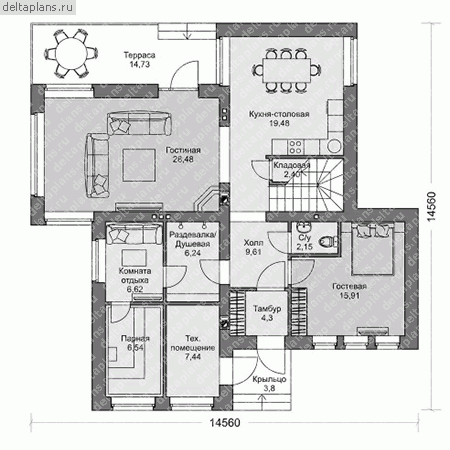 deltaplans.ru
Терраса
14,73
Кухня-столовая
19,48
Гостиная
26,48
Кладовая
2,40
Раздевалка/
Душевая
6,24
Холл
9,61
С/у
2,15
Комната
отдыха
6,62
Гостевая
15,91
Тамбур
4,3
Парная
6,54
Тех.
помещение
7,44
Крыльцо
3,8
14560
14560